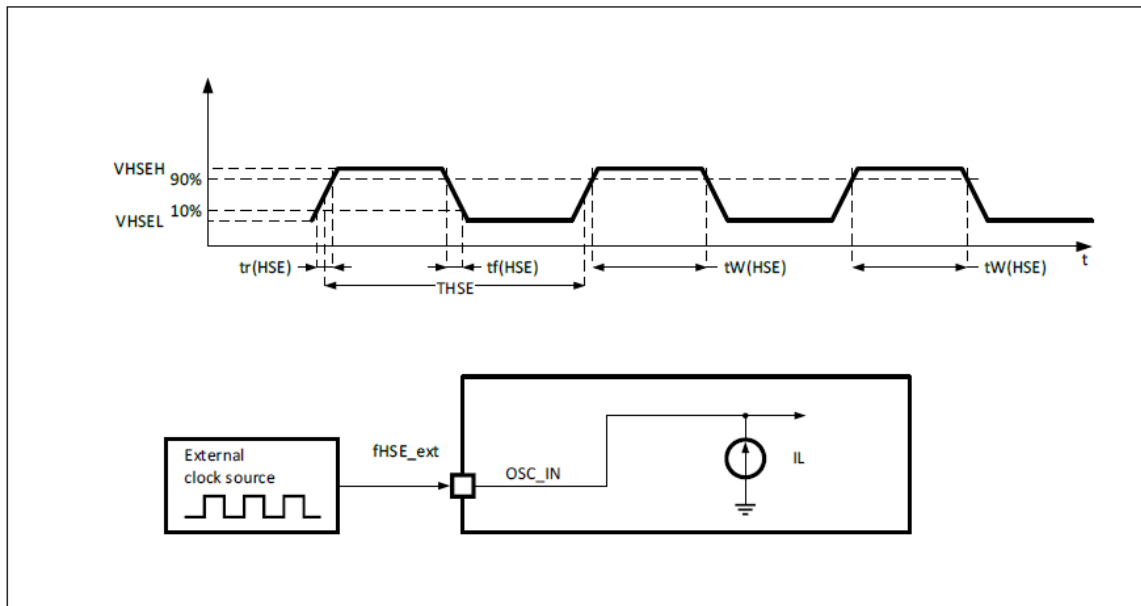 VHSEH
90%
10%
VHSEL
tr(HSE)
tf(HSE)
tW(HSE)
tW(HSE)
t
THSE
External
clock source
fHSE_ext
OSC_IN
IL